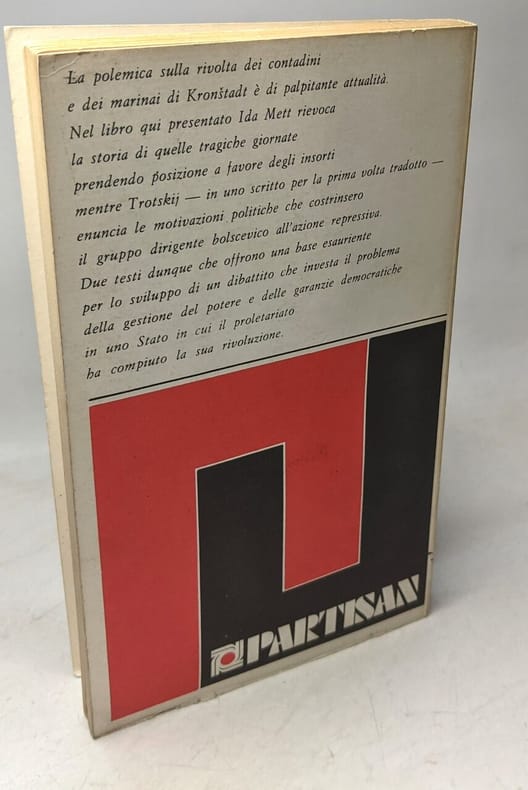 La polemica sulla rivolta dei contadini
e dei marinai di Kronštadt è di palpitante attualità.
Nel libro qui presentato Ida Mett rievoca
la storia di quelle tragiche giornate
prendendo posizione a favore degli insorti
mentre Trotskij — in uno scritto per la prima volta tradotto —
enuncia le motivazioni politiche che costrinsero
il gruppo dirigente bolscevico all'azione repressiva.
Due testi dunque che offrono una base esauriente
per lo sviluppo di un dibattito che investa il problema
della gestione del potere e delle garanzie democratiche
in uno Stato in cui il proletariato
ha compiuto la sua rivoluzione.
PARTISAN